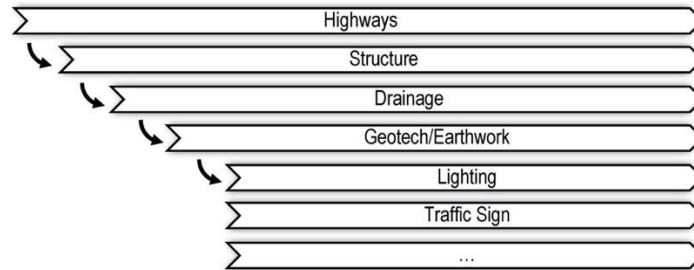 Highways
Structure
Drainage
Geotech/Earthwork
Lighting
Traffic Sign
...